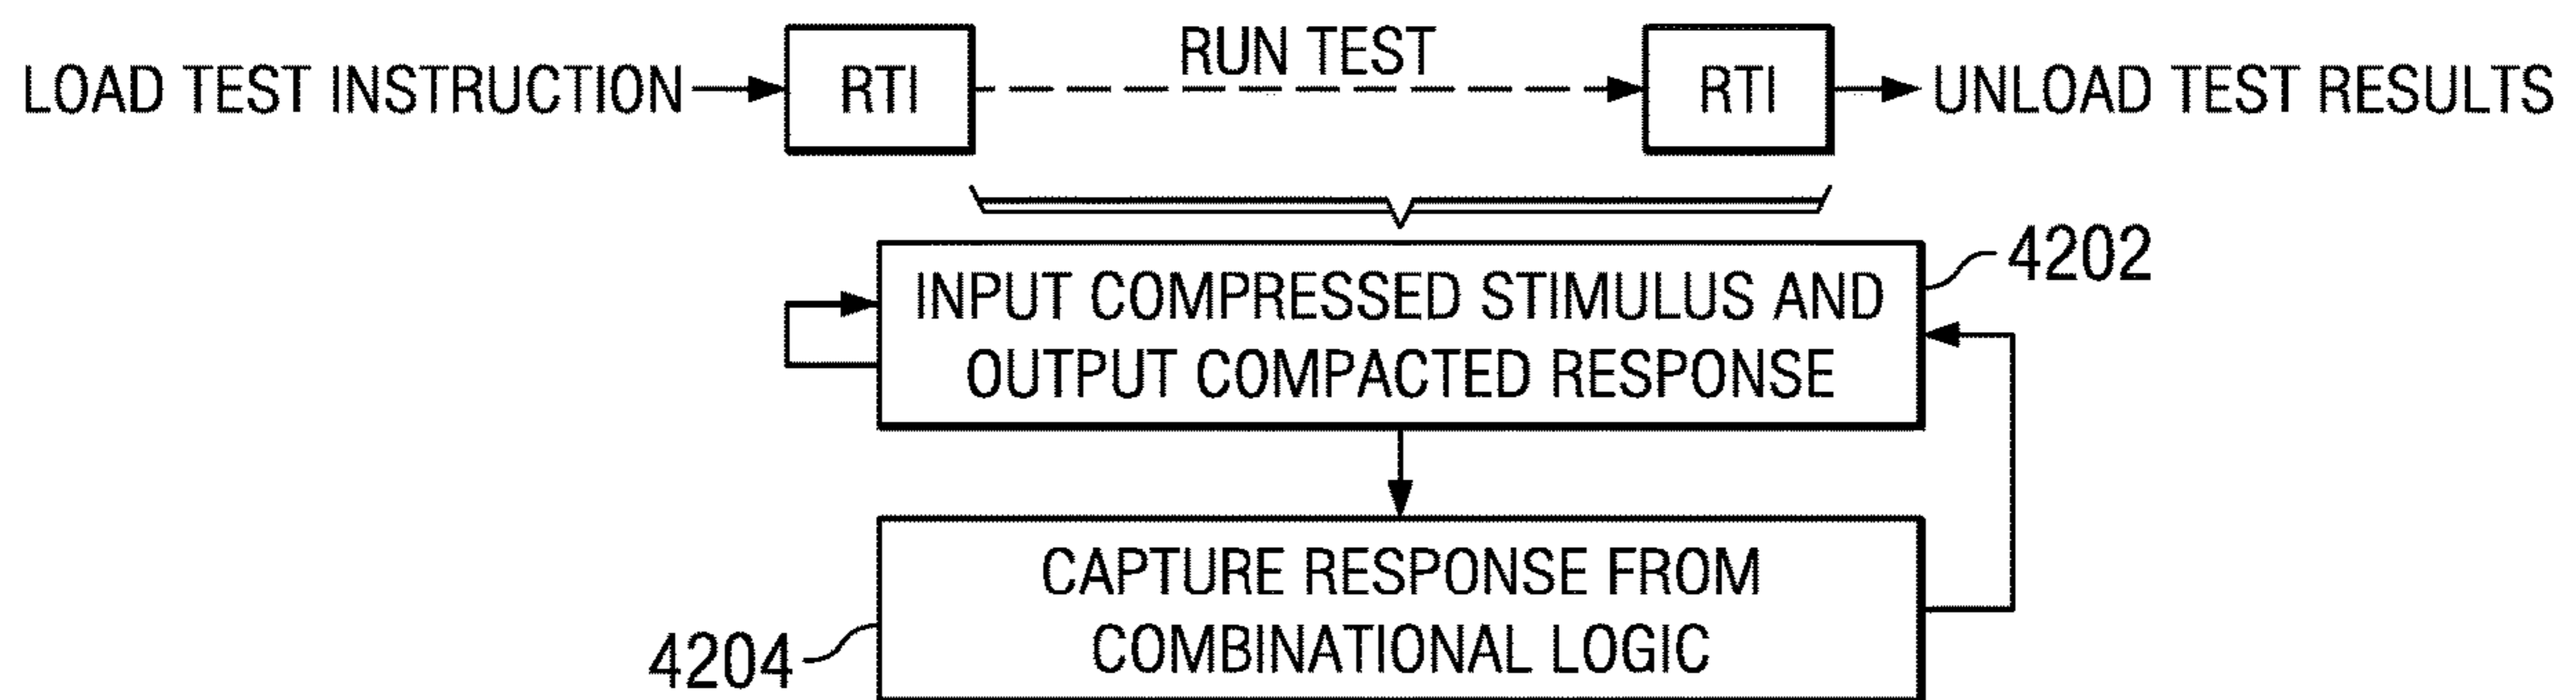 LOAD TEST INSTRUCTION
RTI
RUN TEST
RTI
UNLOAD TEST RESULTS
4202
INPUT COMPRESSED STIMULUS AND
OUTPUT COMPACTED RESPONSE
CAPTURE RESPONSE FROM
COMBINATIONAL LOGIC
4204